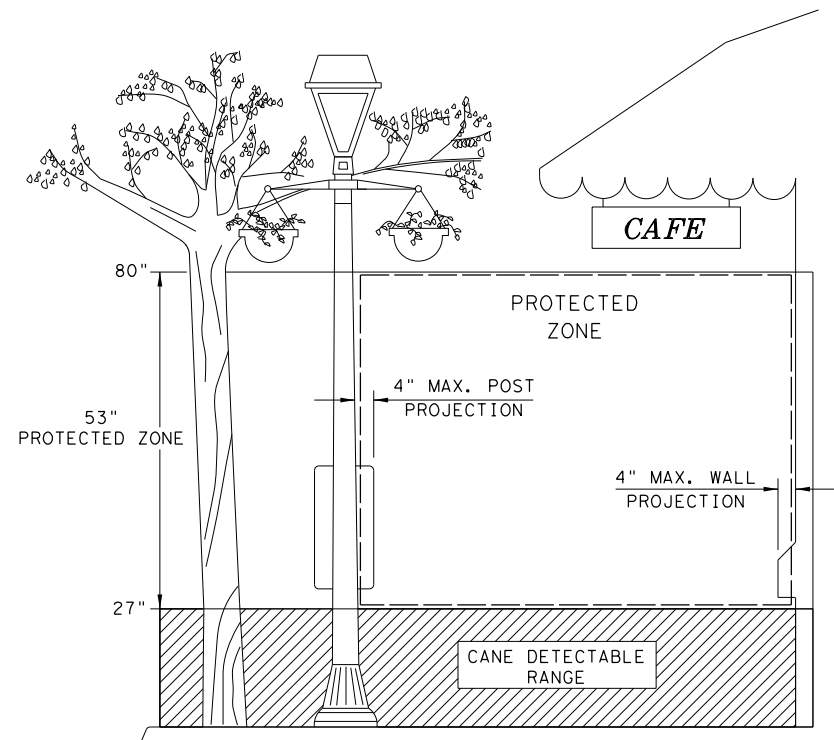 CAFE
80"
PROTECTED
ZONE
4" MAX. POST
PROJECTION
53"
PROTECTED ZONE
4" MAX. WALL
PROJECTION
27"
CANE DETECTABLE
RANGE